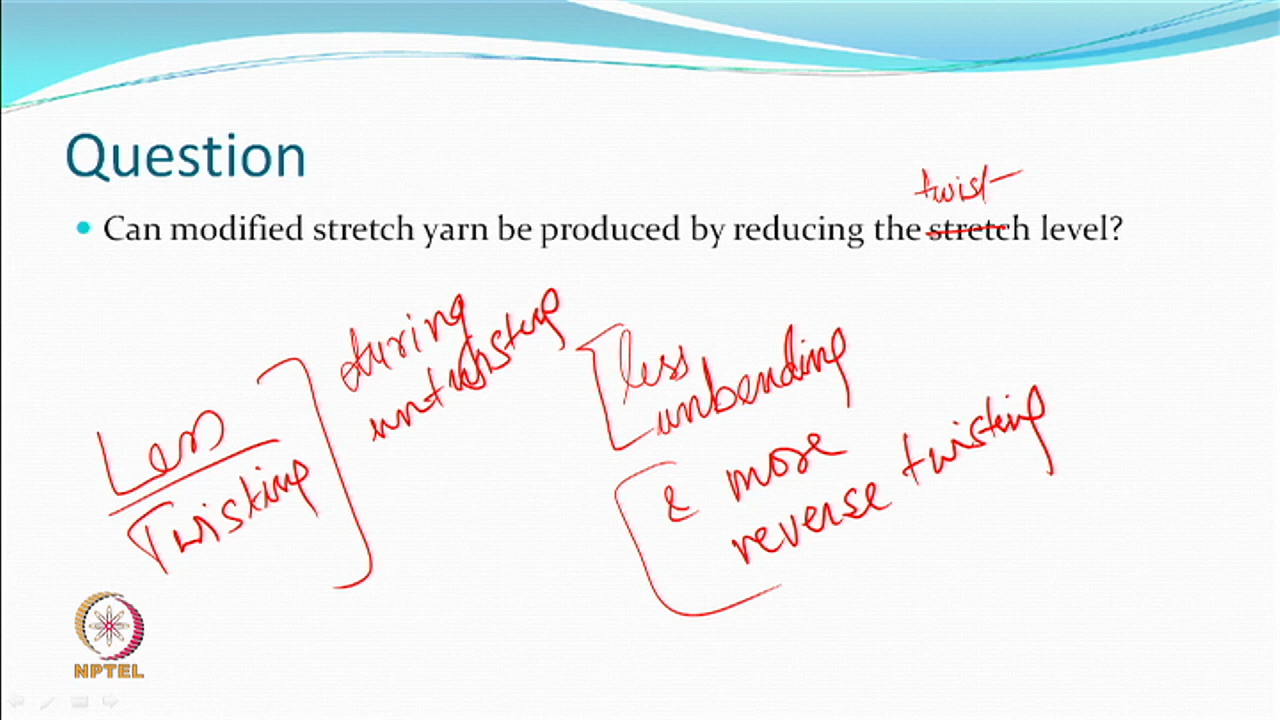 Question
twist
Can modified stretch yarn be produced by reducing the stretch level?
Less
Twisting
during
untwisting
less
unbending
& more
reverse twisting
NPTEL